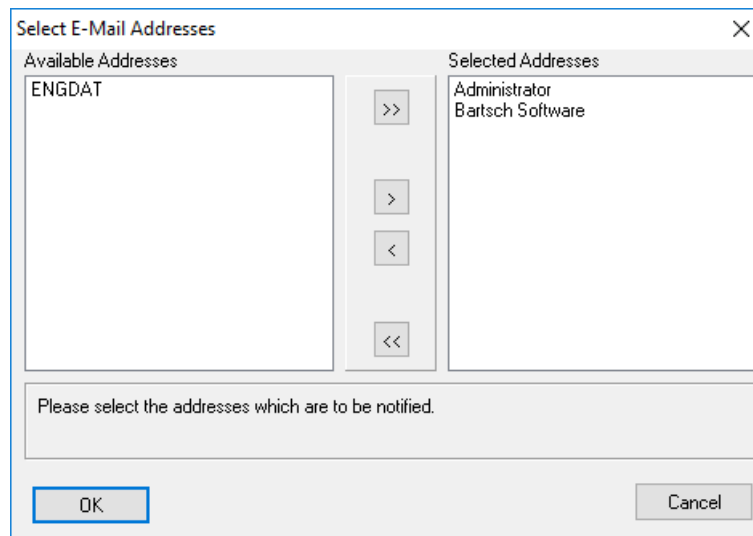 Select E-Mail Addresses
Available Addresses
Selected Addresses
ENGDAT
Administrator
Bartsch Software
>>
>
<
<<
Please select the addresses which are to be notified.
OK
Cancel